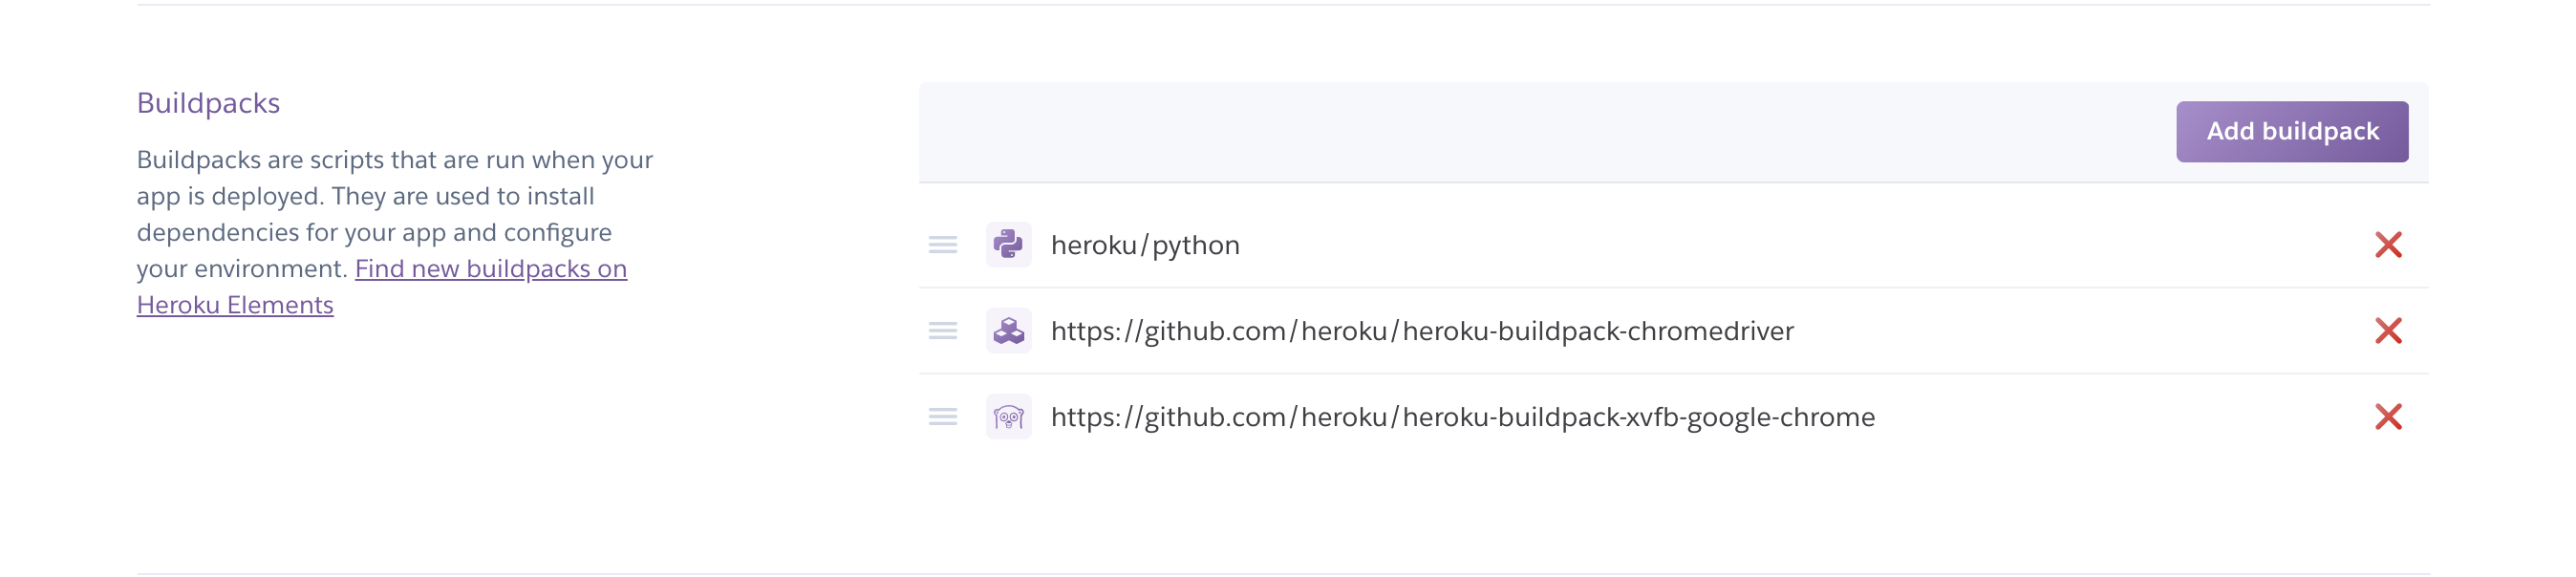 Buildpacks
Buildpacks are scripts that are run when your
app is deployed. They are used to install
dependencies for your app and configure
your environment. Find new buildpacks on
Heroku Elements
Add buildpack
heroku/python
https://github.com/heroku/heroku-buildpack-chromedriver
https://github.com/heroku/heroku-buildpack-xvfb-google-chrome